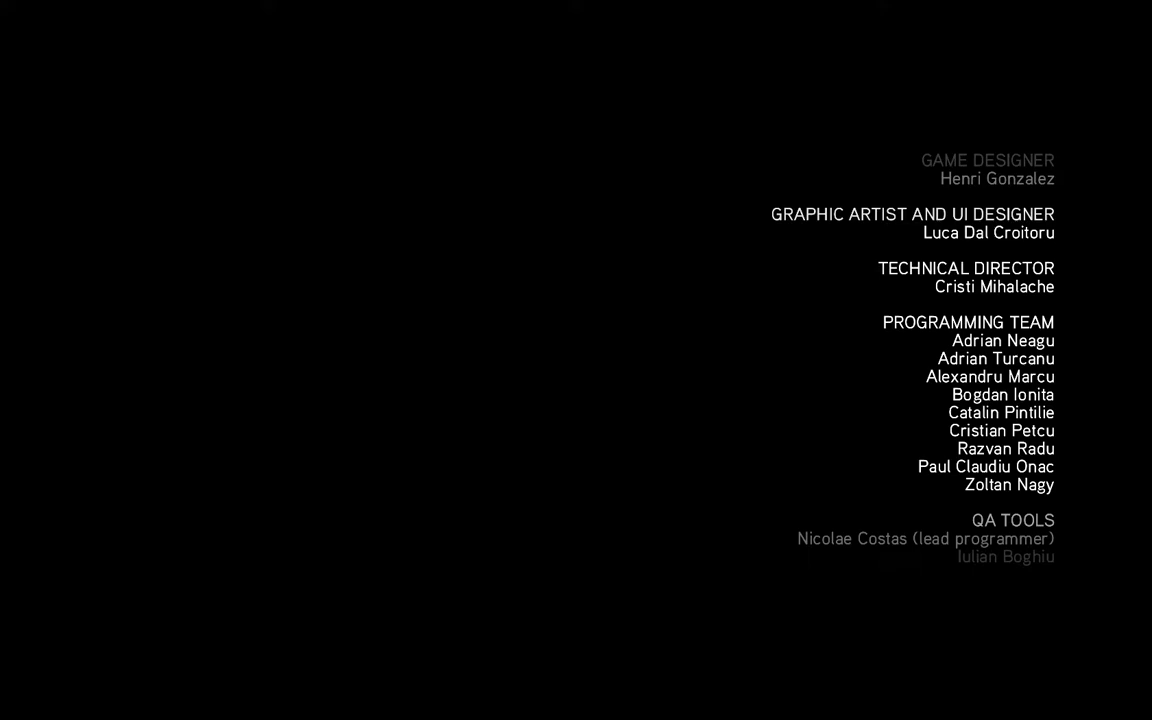 GAME DESIGNER
Henri Gonzalez
GRAPHIC ARTIST AND UI DESIGNER
Luca Dal Croitoru
TECHNICAL DIRECTOR
Cristi Mihalache
PROGRAMMING TEAM
Adrian Neagu
Adrian Turcanu
Alexandru Marcu
Bogdan Ionita
Catalin Pintilie
Cristian Petcu
Razvan Radu
Paul Claudiu Onac
Zoltan Nagy
QA TOOLS
Nicolae Costas (lead programmer)
Iulian Boghiu